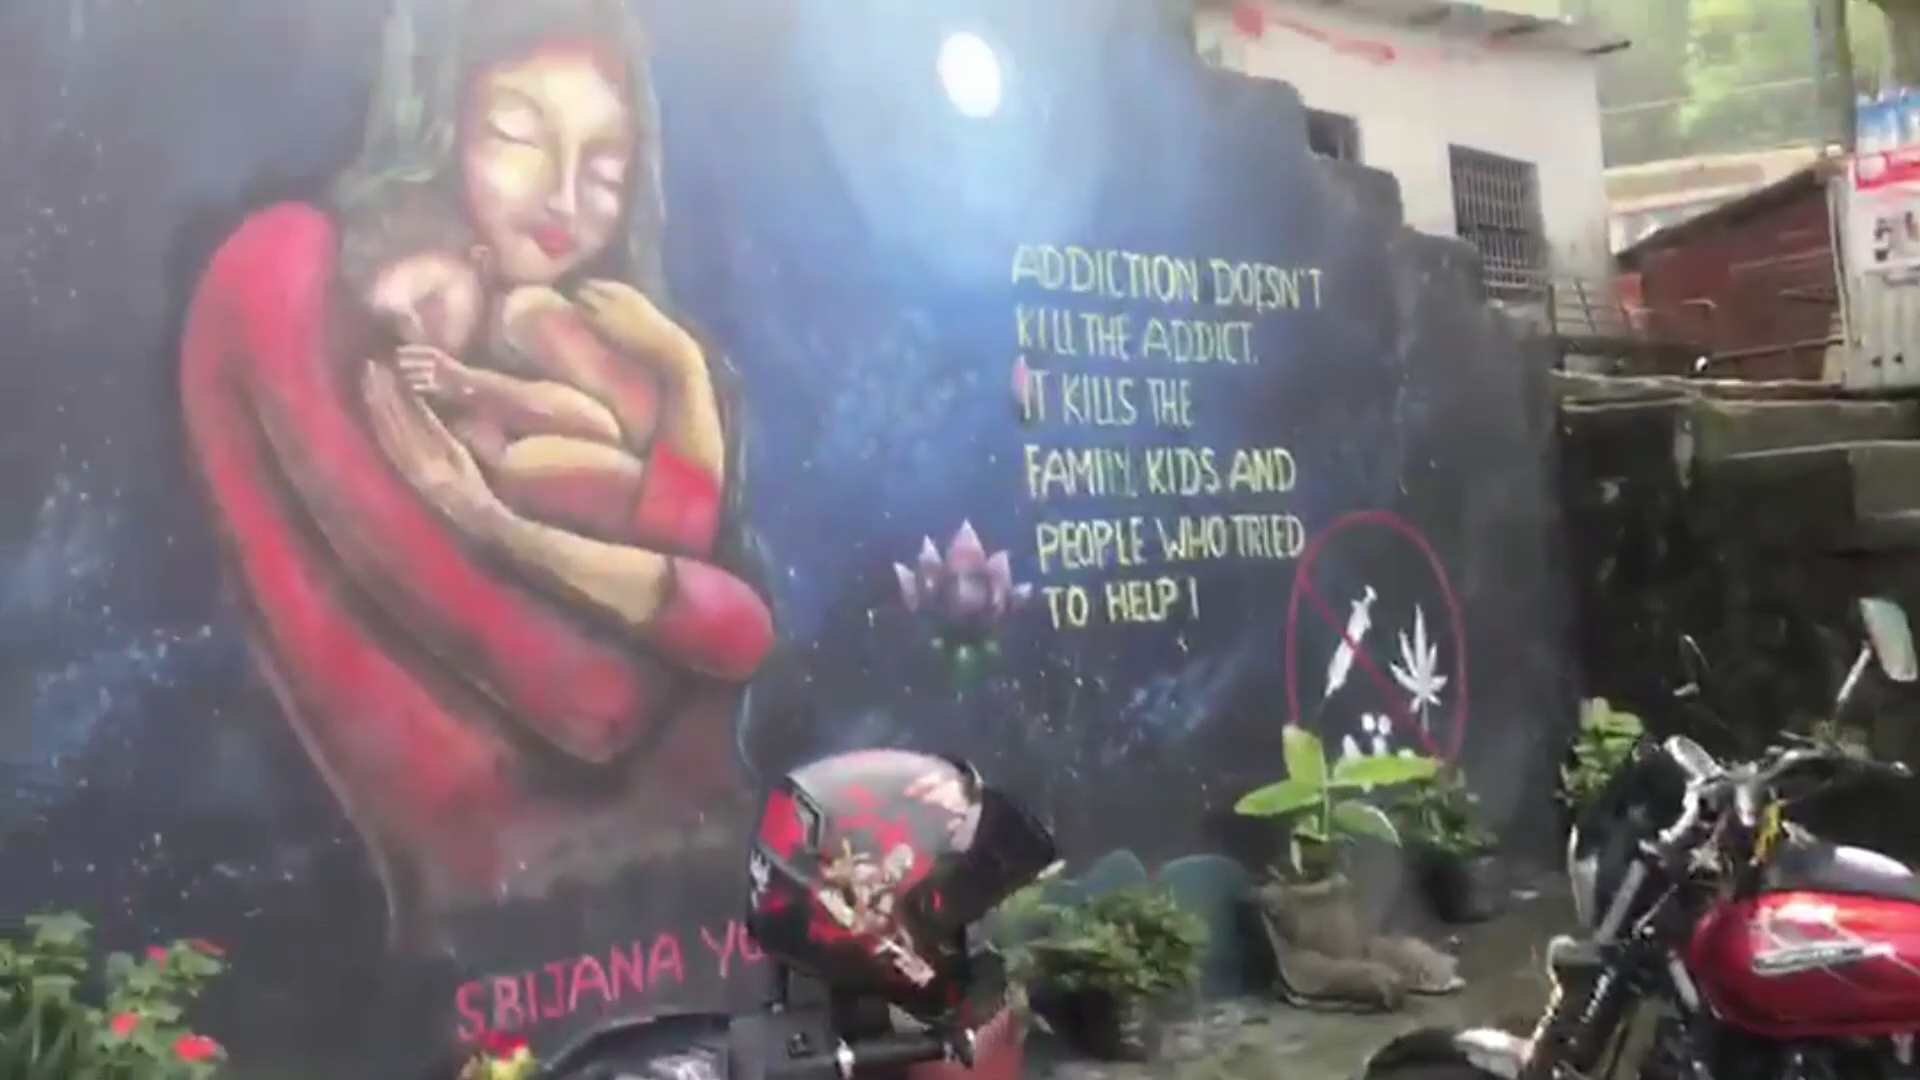 ADDICTION DOESN'T
KILL THE ADDICT.
IT KILLS THE
FAMILY, KIDS AND
PEOPLE WHO TRIED
TO HELP !
SRIJANA